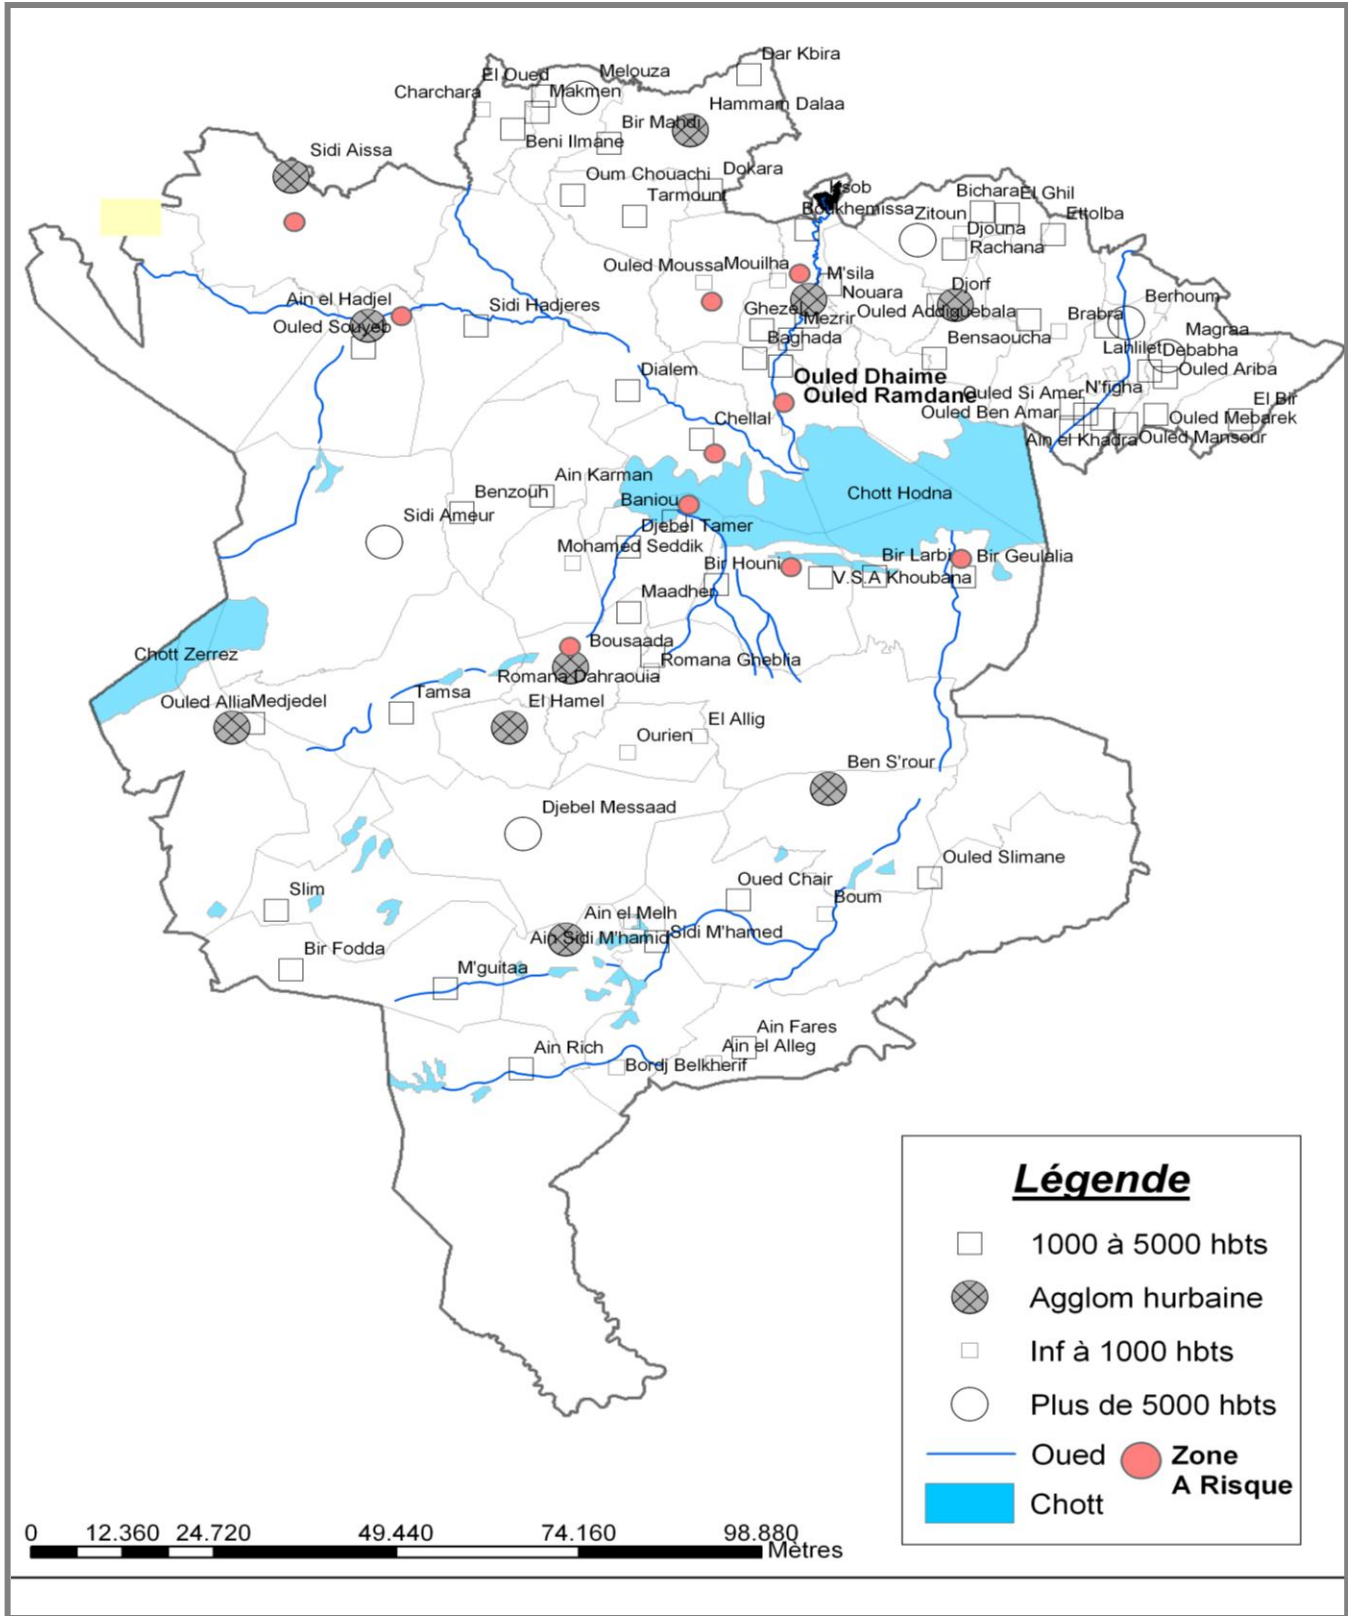 Dar Kbira
El Oued
Melouza
Charchara
Makmen
Hammam Dalaa
Bir Mahdi
Beni Ilmane
Sidi Aissa
Oum Chouachi
Dokara
Tarmount
Ksob
Boukhemissa
Zitoun
Bichara
El Ghil
Ettolba
Djouna
Rachana
Ouled Moussa
Mouilha
M'sila
Nouara
Djorf
Berhoum
Ain el Hadjel
Sidi Hadjeres
Ghezel
Mezrir
Ouled Addiguebala
Brabra
Magraa
Ouled Souyeb
Baghada
Bensaoucha
Lahlilet
Debabha
Ouled Ariba
Dialem
Ouled Dhaime
Ouled Ramdane
Ouled Si Amer
N'figha
El Bir
Chellal
Ouled Ben Amar
Ouled Mebarek
Ain el Khadra
Ouled Mansour
Ain Karman
Benzouh
Baniou
Chott Hodna
Sidi Ameur
Djebel Tamer
Mohamed Seddik
Bir Houni
Bir Larbi
Bir Geulalia
V.S.A Khoubana
Maadher
Bousaada
Chott Zerrez
Romana Gheblia
Romana Dahraouia
Ouled Allia
Medjedel
Tamsa
El Hamel
El Allig
Ourien
Ben S'rour
Djebel Messaad
Ouled Slimane
Slim
Oued Chair
Boum
Ain el Melh
Sidi M'hamed
Ain Sidi M'hamid
Bir Fodda
M'guitaa
Ain Fares
Ain Rich
Ain el Alleg
Bordj Belkherif
Légende
1000 à 5000 hbts
Agglom hurbaine
Inf à 1000 hbts
Plus de 5000 hbts
Oued
Zone
A Risque
Chott
0 12.360 24.720 49.440 74.160 98.880
Mètres